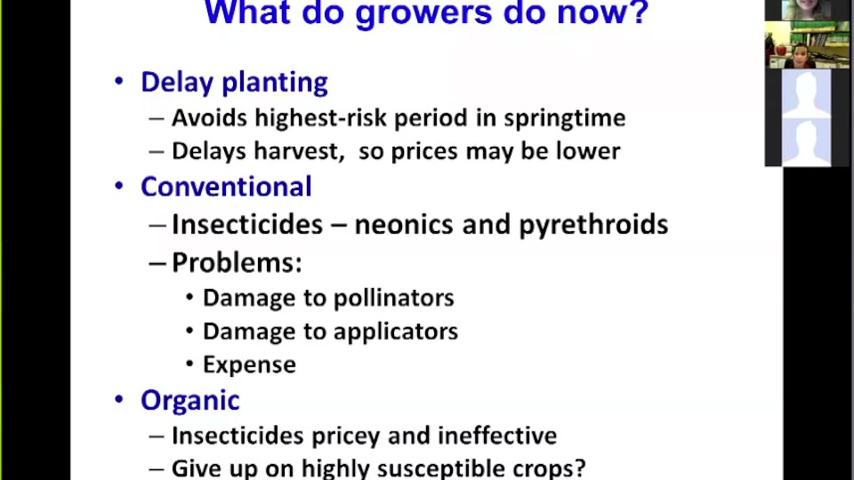 What do growers do now?
• Delay planting
– Avoids highest-risk period in springtime
– Delays harvest, so prices may be lower
• Conventional
– Insecticides – neonics and pyrethroids
– Problems:
• Damage to pollinators
• Damage to applicators
• Expense
• Organic
– Insecticides pricey and ineffective
– Give up on highly susceptible crops?